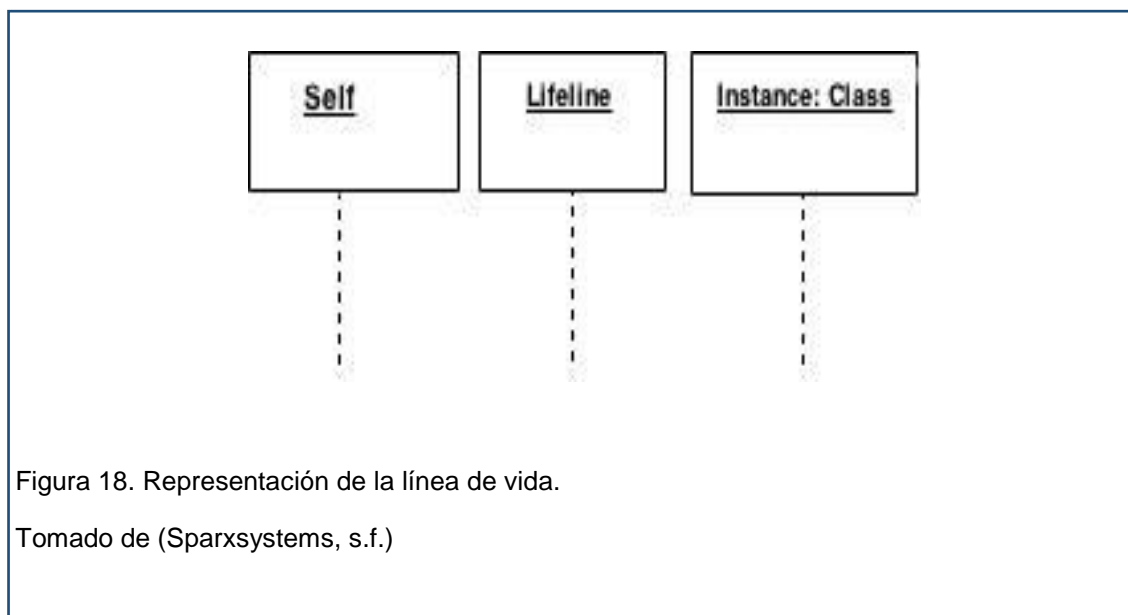 Self
Lifeline
Instance: Class
Figura 18. Representación de la línea de vida.
Tomado de (Sparxsystems, s.f.)